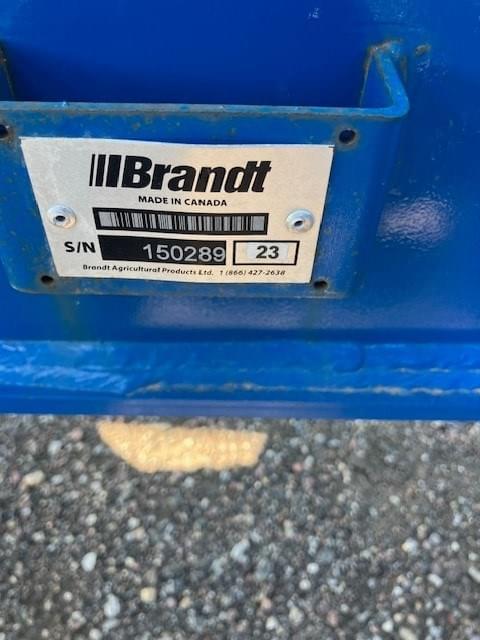 Brandt
MADE IN CANADA
S/N 150289 23
Brandt Agricultural Products Ltd. 1 (866) 427-2638